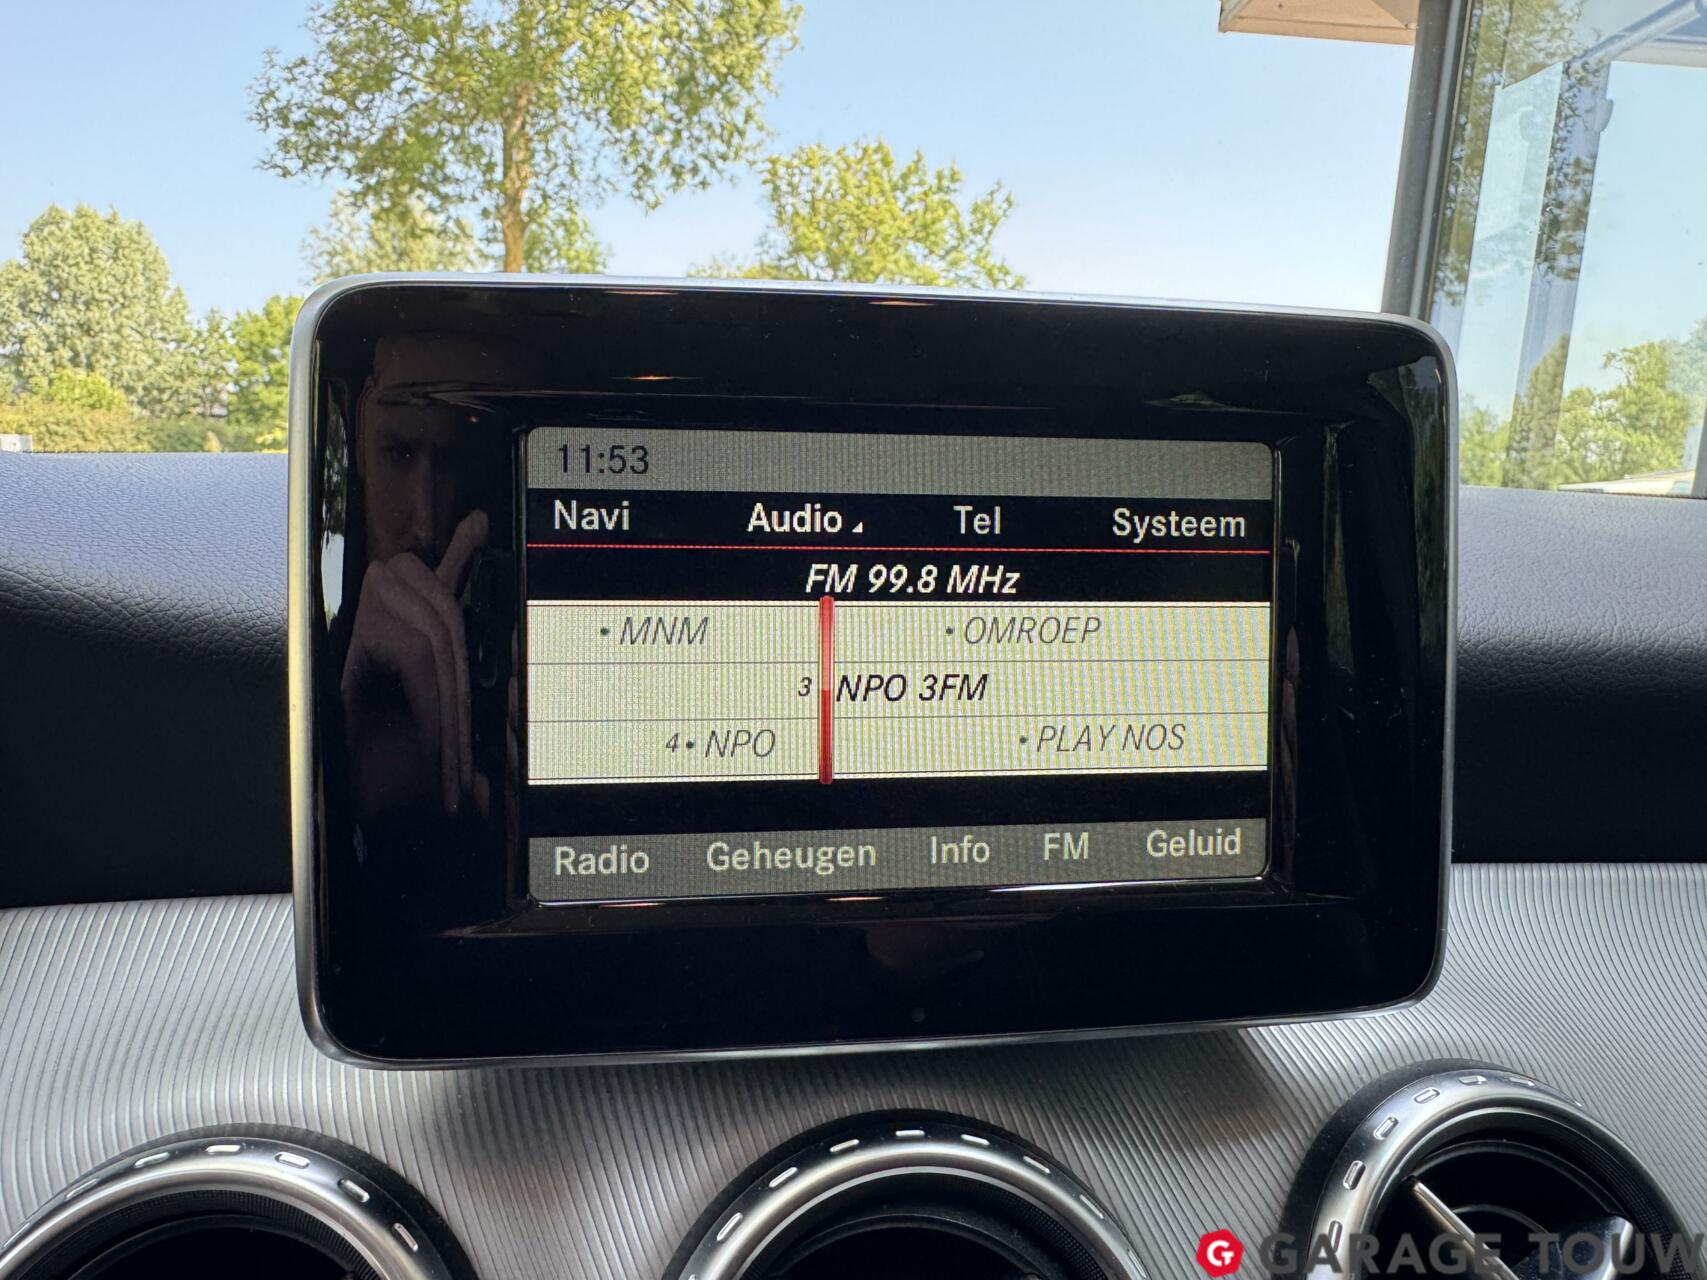 11:53
Navi Audio Tel Systeem
FM 99.8 MHz
• MNM • OMROEP
3 NPO 3FM
4 • NPO • PLAY NOS
Radio Geheugen Info FM Geluid
G GARAGE TOUW